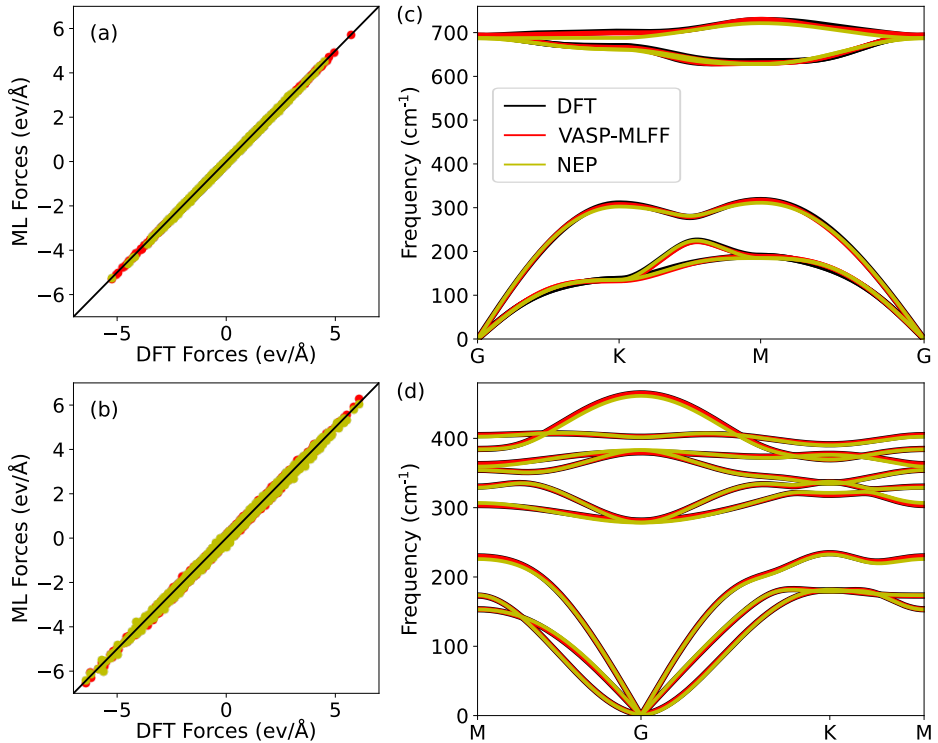 (a)
ML Forces (ev/Å)
6
4
2
0
−2
−4
−6
−5
0
5
DFT Forces (ev/Å)
(c)
Frequency (cm⁻¹)
700
600
500
400
300
200
100
0
DFT
VASP-MLFF
NEP
G
K
M
G
(b)
ML Forces (ev/Å)
6
4
2
0
−2
−4
−6
−5
0
5
DFT Forces (ev/Å)
(d)
Frequency (cm⁻¹)
400
300
200
100
0
M
G
K
M